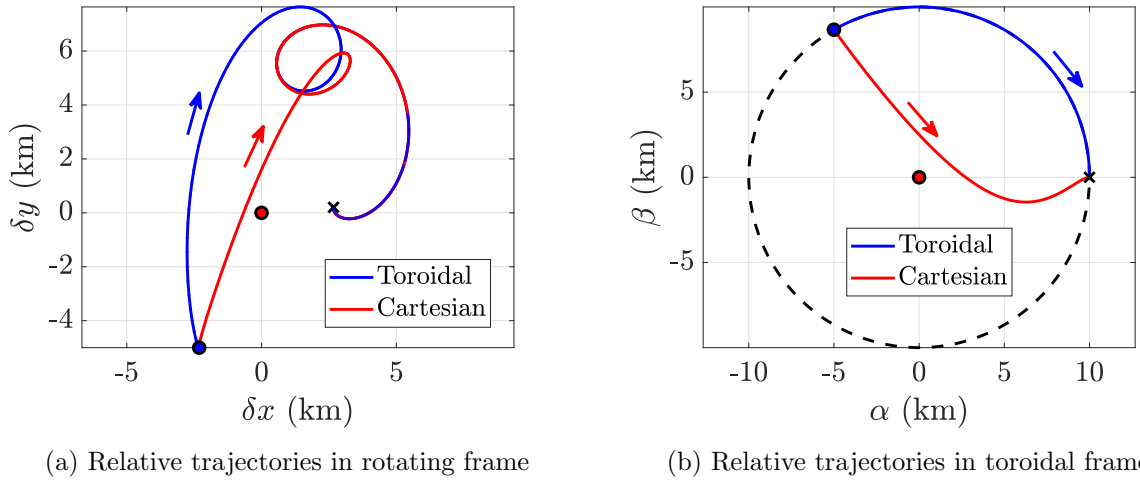 6
4
2
0
-2
-4
-5
0
5
δy (km)
δx (km)
Toroidal
Cartesian
(a) Relative trajectories in rotating frame
5
0
-5
-10
-5
0
5
10
β (km)
α (km)
Toroidal
Cartesian
(b) Relative trajectories in toroidal frame